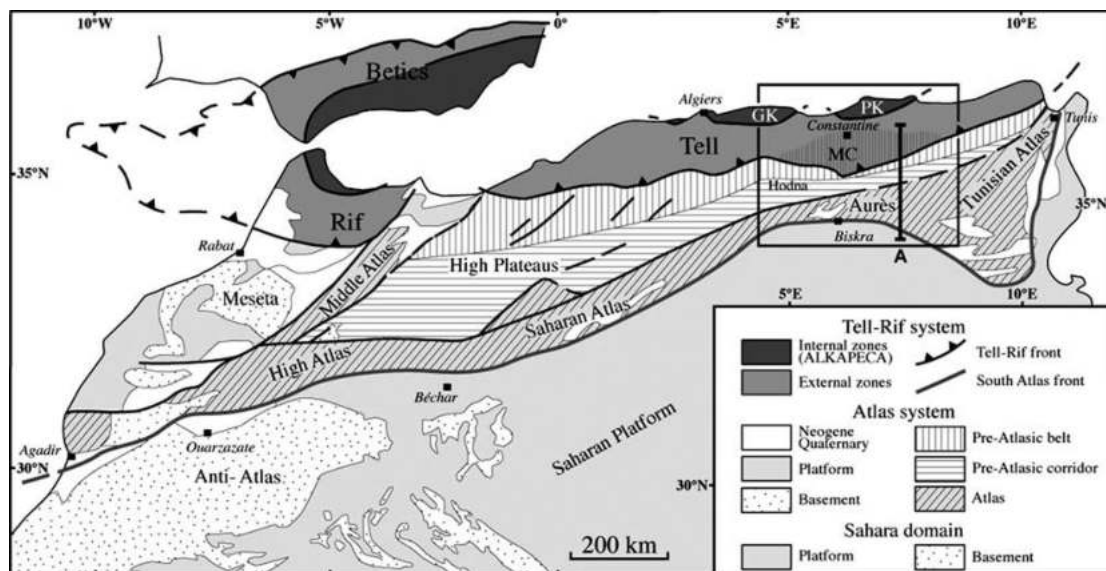 10°W
5°W
0°
5°E
10°E
Betics
Algiers
GK
PK
Constantine
Tunis
Tell
MC
35°N
Hodna
Tunisian Atlas
Aurès
35°N
Rif
Rabat
Biskra
Middle Atlas
High Plateaus
A
Meseta
5°E
10°E
Saharan Atlas
High Atlas
Béchar
Saharan Platform
Agadir
Ouarzazate
30°N
Anti-Atlas
30°N
200 km
Tell-Rif system
Internal zones
(ALKAPECA)
Tell-Rif front
External zones
South Atlas front
Atlas system
Neogene
Quaternary
Pre-Atlasic belt
Platform
Pre-Atlasic corridor
Basement
Atlas
Sahara domain
Platform
Basement